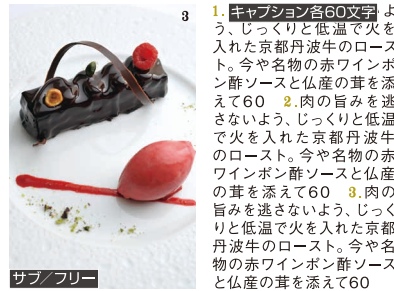 3
サブ／フリー
1. キャプション各60文字 よ
う、じっくりと低温で火を
入れた京都丹波牛のロース
ト。今や名物の赤ワインポ
ン酢ソースと仏産の茸を添
えて60 2.肉の旨みを逃
さないよう、じっくりと低温
で火を入れた京都丹波牛
のロースト。今や名物の赤
ワインポン酢ソースと仏産
の茸を添えて60 3.肉の
旨みを逃さないよう、じっく
りと低温で火を入れた京都
丹波牛のロースト。今や名
物の赤ワインポン酢ソース
と仏産の茸を添えて60